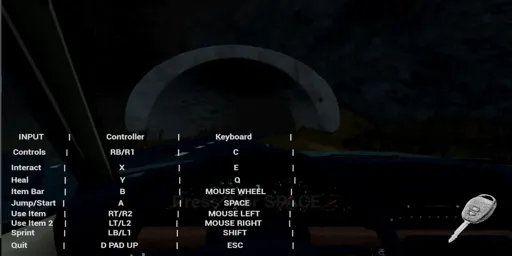 INPUT | Controller | Keyboard |
Controls | RB/R1 | C |
Interact | X | E |
Heal | Y | Q |
Item Bar | B | MOUSE WHEEL |
Jump/Start | A | SPACE |
Use Item | RT/R2 | MOUSE LEFT |
Use Item 2 | LT/L2 | MOUSE RIGHT |
Sprint | LB/L1 | SHIFT |
Quit | D PAD UP | ESC |
SPACE